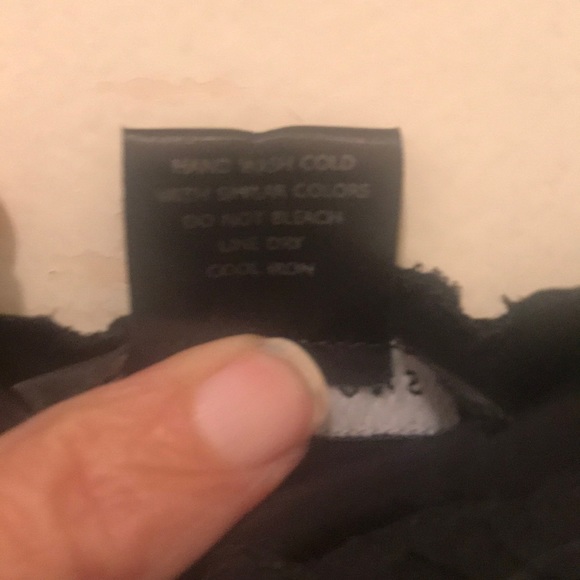 HAND WASH COLD
WITH SIMILAR COLORS
DO NOT BLEACH
LINE DRY
COOL IRON